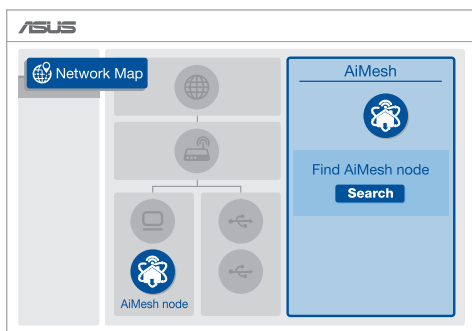 ASUS
Network Map
AiMesh
Find AiMesh node
Search
AiMesh node